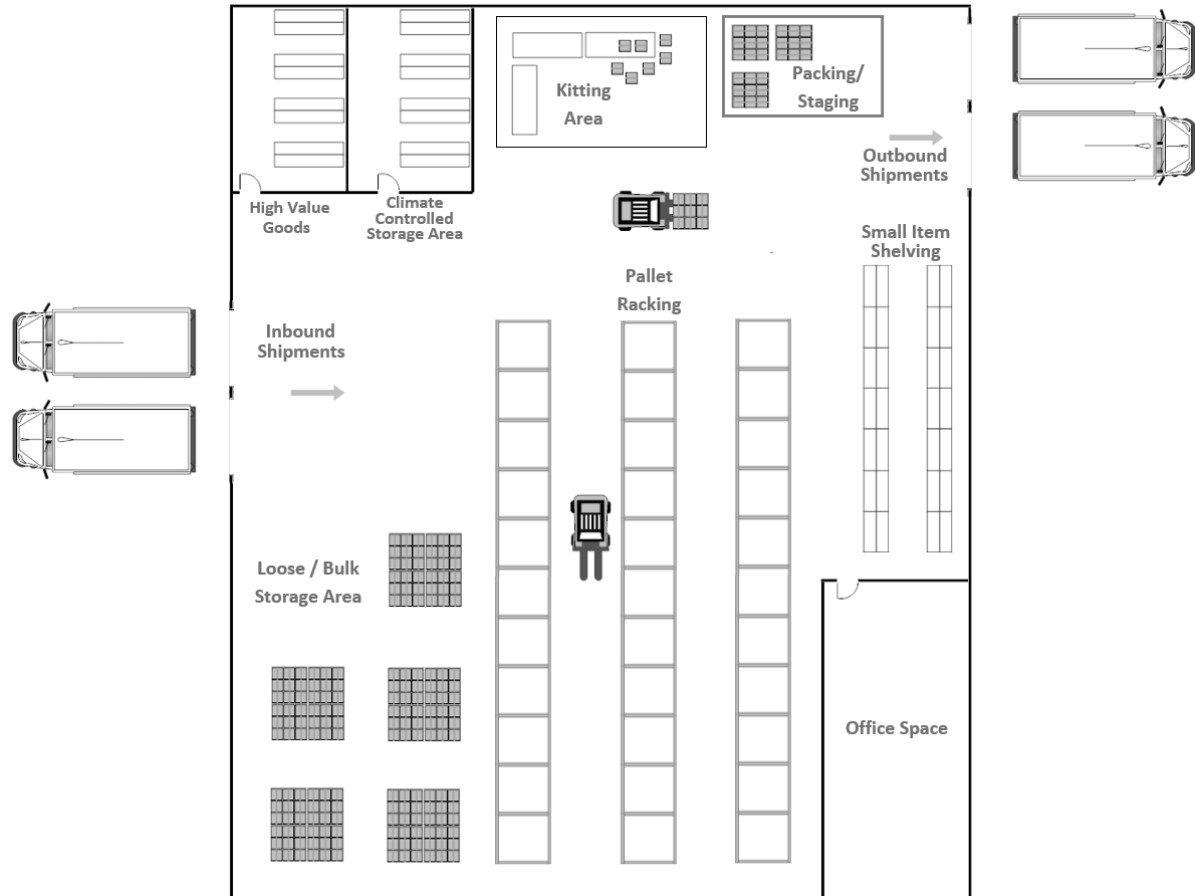 Kitting
Area
Packing/
Staging
Outbound
Shipments
High Value
Goods
Climate
Controlled
Storage Area
Small Item
Shelving
Pallet
Racking
Inbound
Shipments
Loose / Bulk
Storage Area
Office Space